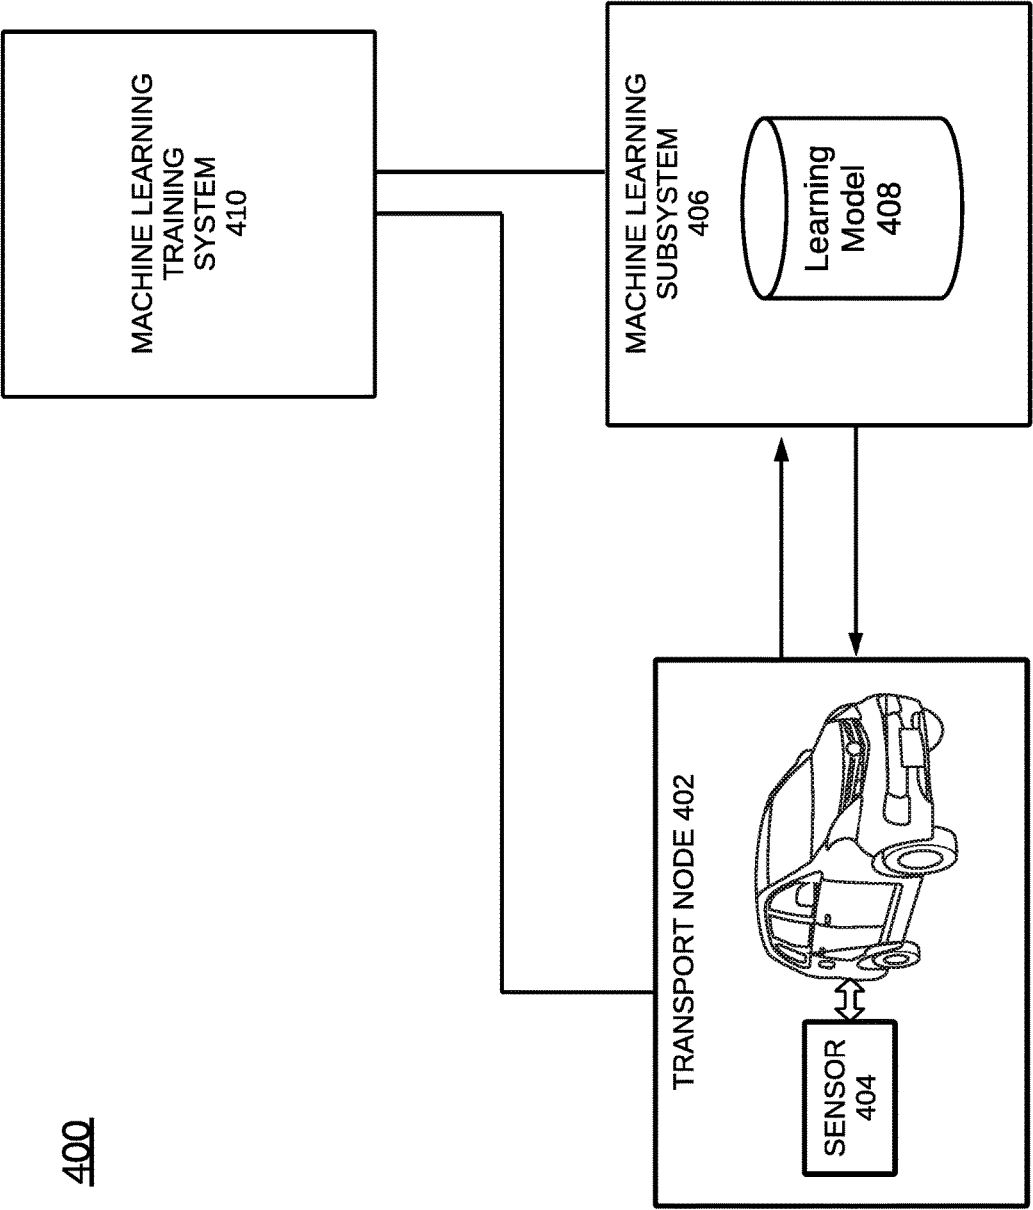 400
MACHINE LEARNING
TRAINING
SYSTEM
410
TRANSPORT NODE 402
SENSOR
404
MACHINE LEARNING
SUBSYSTEM
406
Learning
Model
408